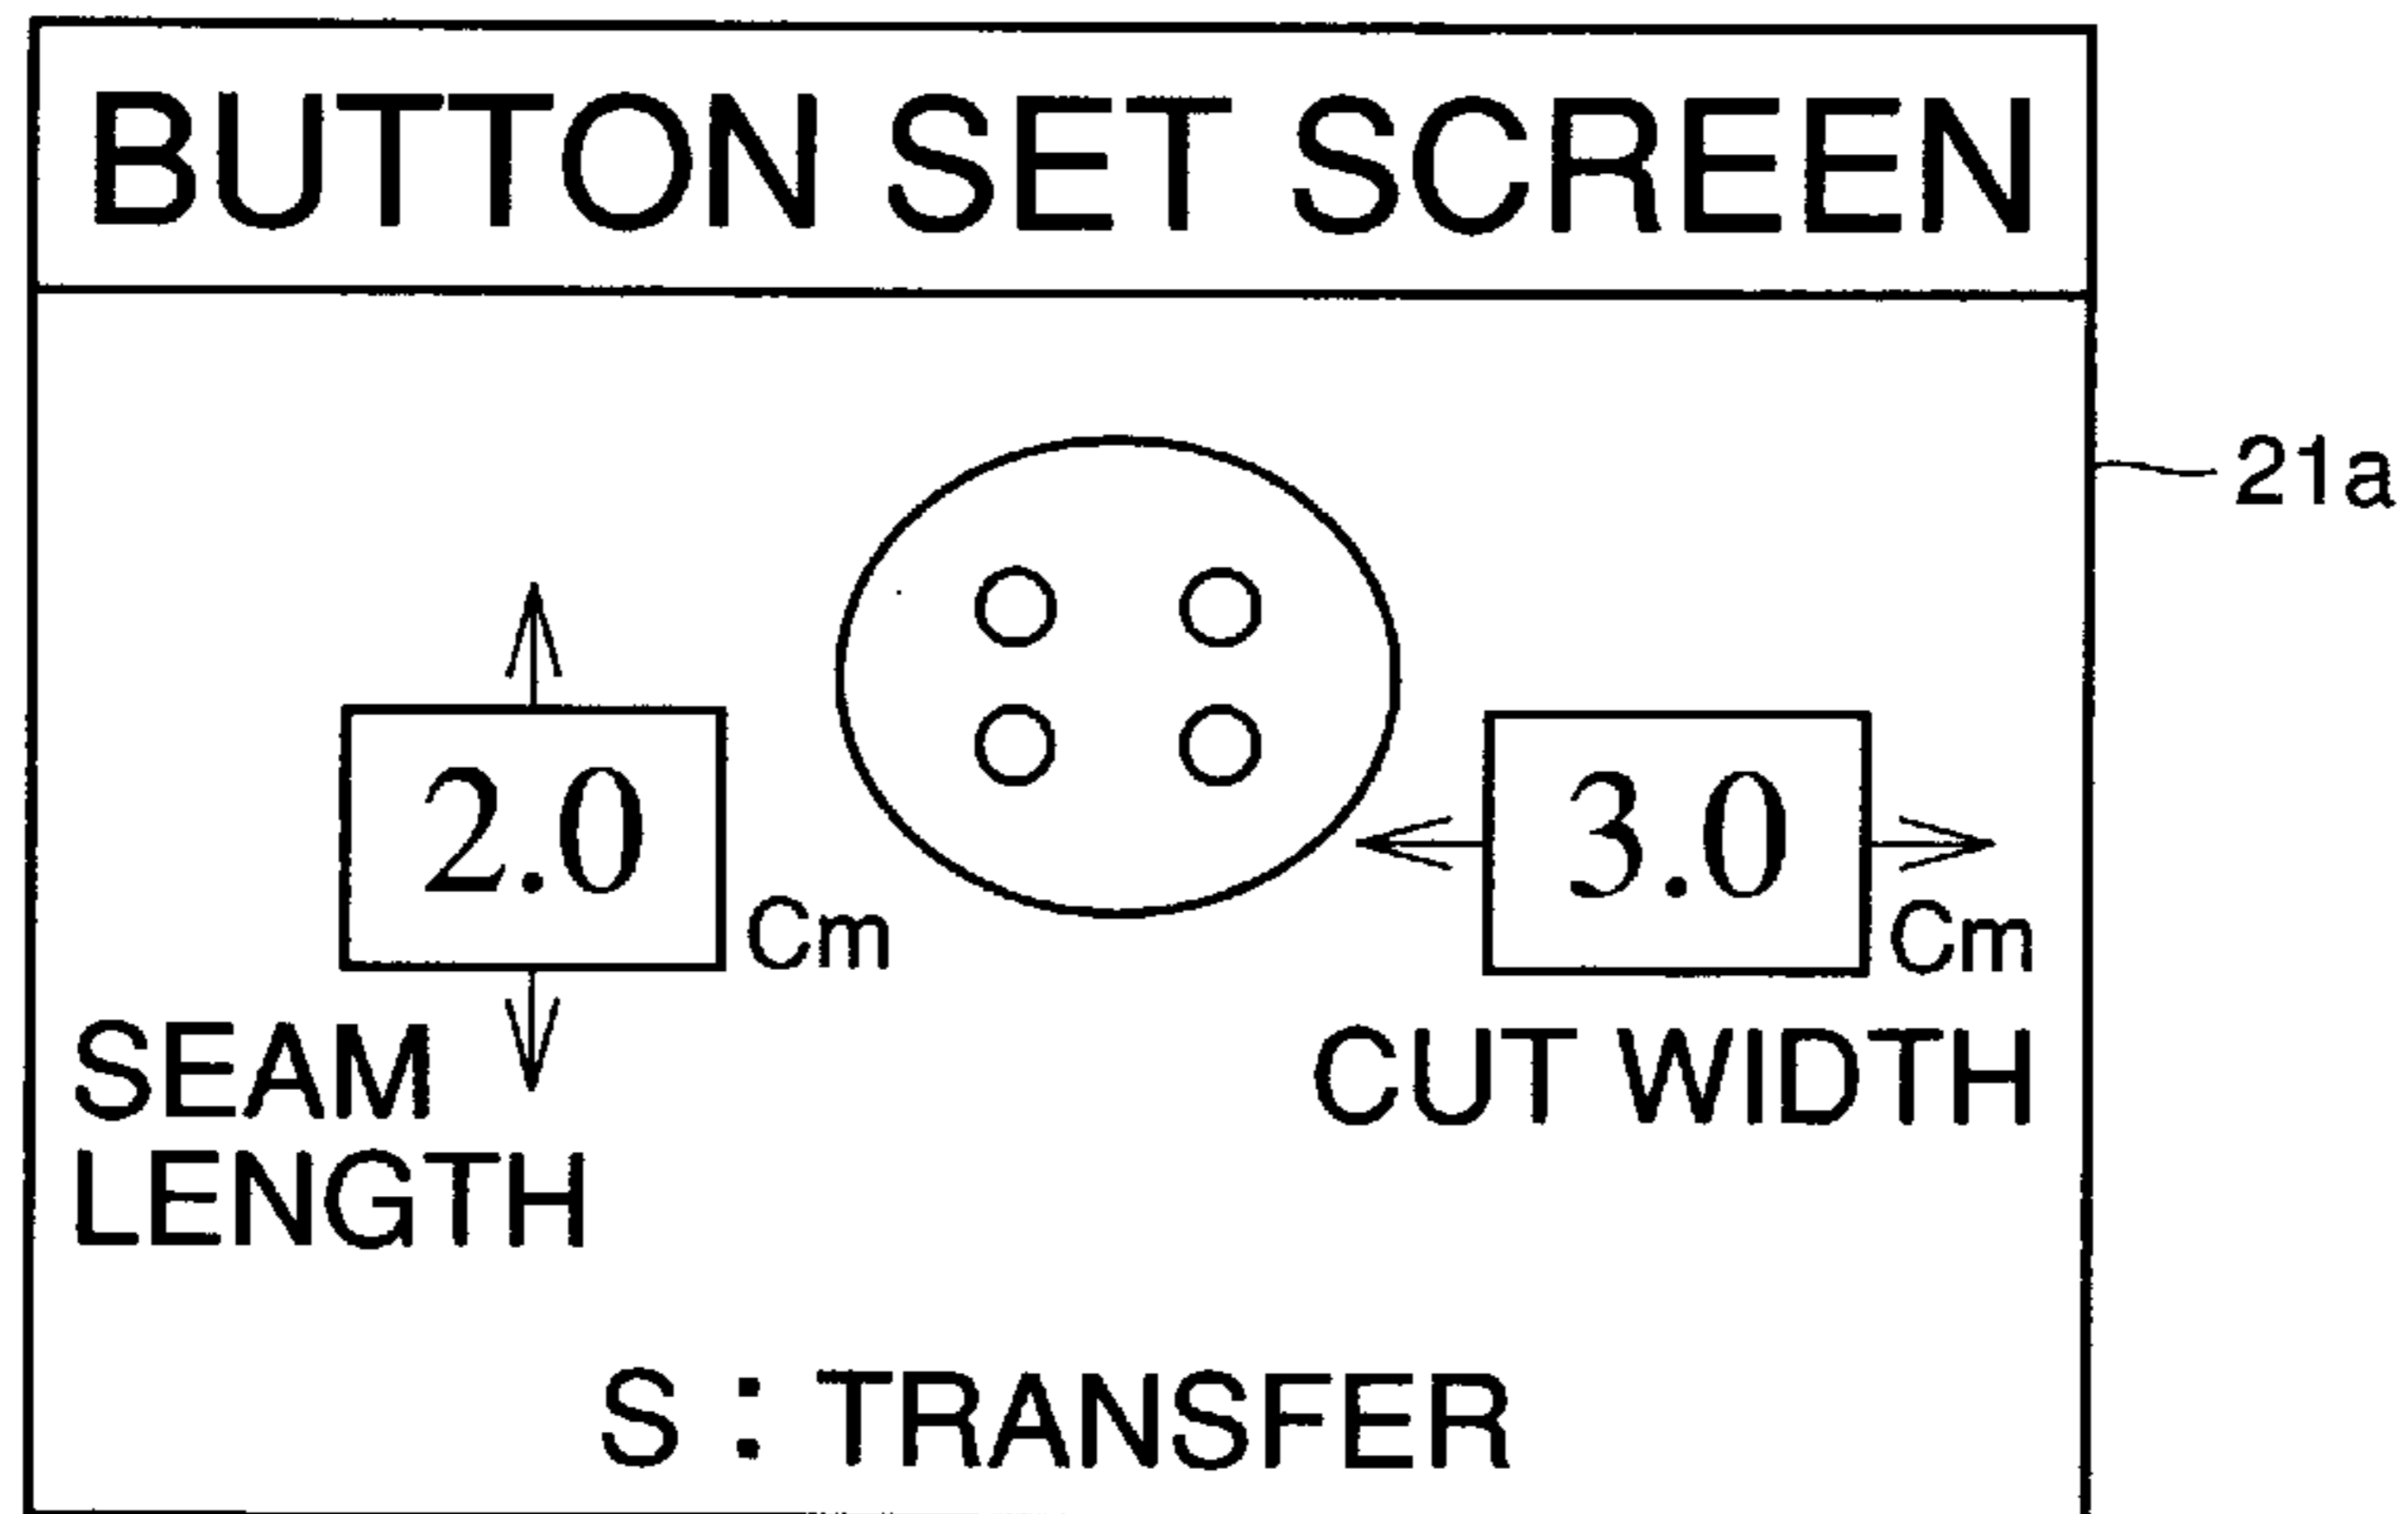 BUTTON SET SCREEN
21a
2.0 Cm
3.0 Cm
SEAM
LENGTH
CUT WIDTH
S : TRANSFER